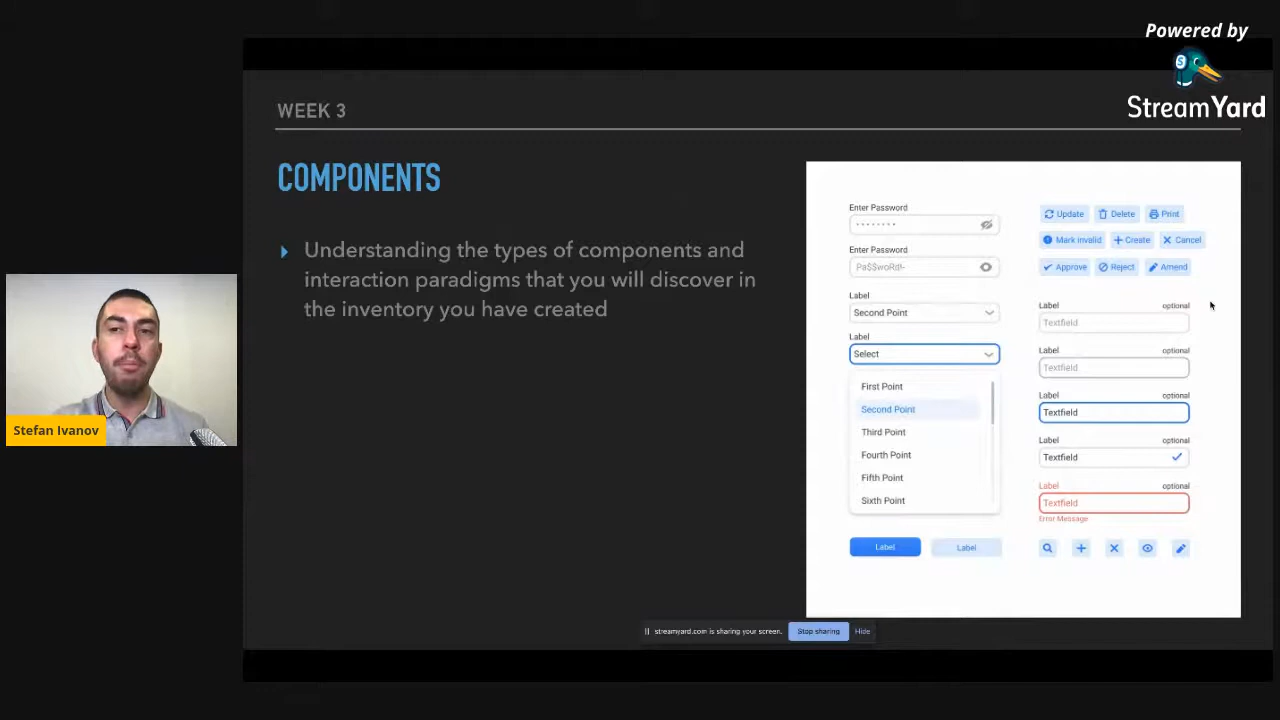 Powered by
StreamYard
WEEK 3
COMPONENTS
Understanding the types of components and
interaction paradigms that you will discover in
the inventory you have created
Stefan Ivanov
Enter Password
Enter Password
Pa$$woRd!-
Label
Second Point
Label
Select
First Point
Second Point
Third Point
Fourth Point
Fifth Point
Sixth Point
Label Label
Update Delete Print
Mark invalid Create Cancel
Approve Reject Amend
Label optional
Textfield
Label optional
Textfield
Label optional
Textfield
Label optional
Textfield
Label optional
Textfield
Error Message
streamyard.com is sharing your screen. Stop sharing Hide